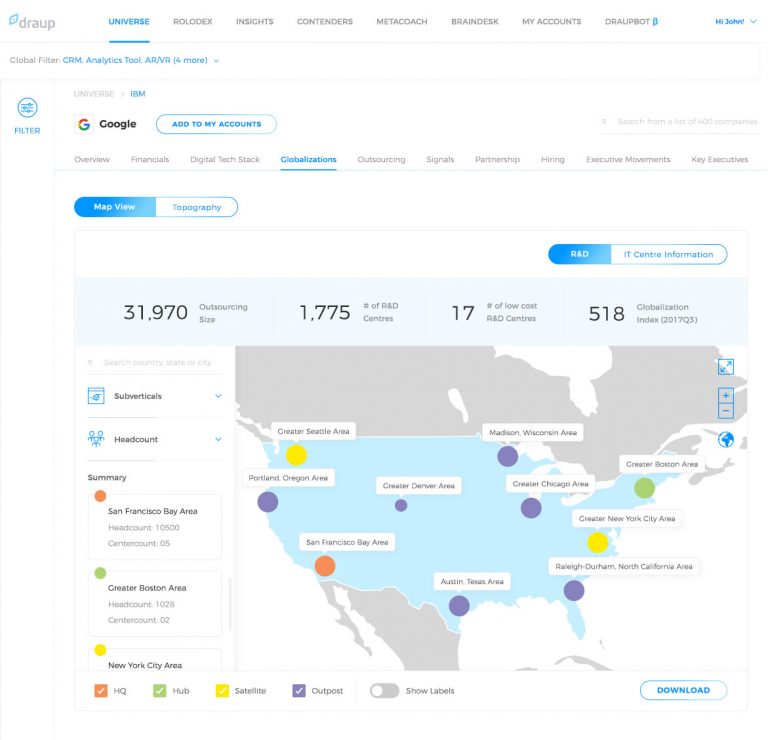 draup
UNIVERSE ROLODEX INSIGHTS CONTENDERS METACOACH BRAINDESK MY ACCOUNTS DRAUPBOT β Hi John!
Global Filter: CRM, Analytics Tool, AR/VR (4 more)
FILTER
UNIVERSE > IBM
Google ADD TO MY ACCOUNTS
Search from a list of 400 companies
Overview Financials Digital Tech Stack Globalizations Outsourcing Signals Partnership Hiring Executive Movements Key Executives
Map View Topography
R&D IT Centre Information
31,970 Outsourcing Size
1,775 # of R&D Centres
17 # of low cost R&D Centres
518 Globalization Index (2017Q3)
Search country, state or city
Subverticals
Headcount
Summary
San Francisco Bay Area
Headcount: 10500
Centercount: 05
Greater Boston Area
Headcount: 1028
Centercount: 02
New York City Area
Greater Seattle Area
Madison, Wisconsin Area
Greater Boston Area
Portland, Oregon Area
Greater Denver Area
Greater Chicago Area
Greater New York City Area
San Francisco Bay Area
Raleigh-Durham, North California Area
Austin, Texas Area
HQ Hub Satellite Outpost Show Labels DOWNLOAD